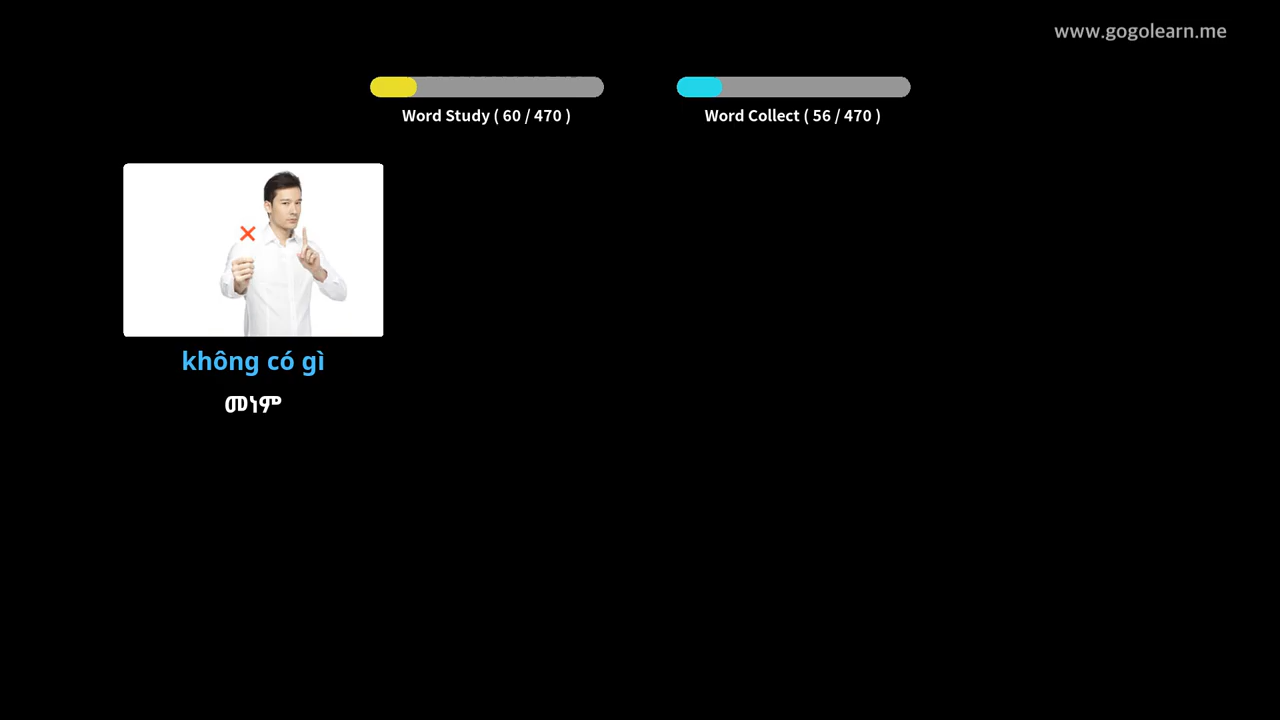 www.gogolearn.me
Word Study ( 60 / 470 )
Word Collect ( 56 / 470 )
không có gì
መነም